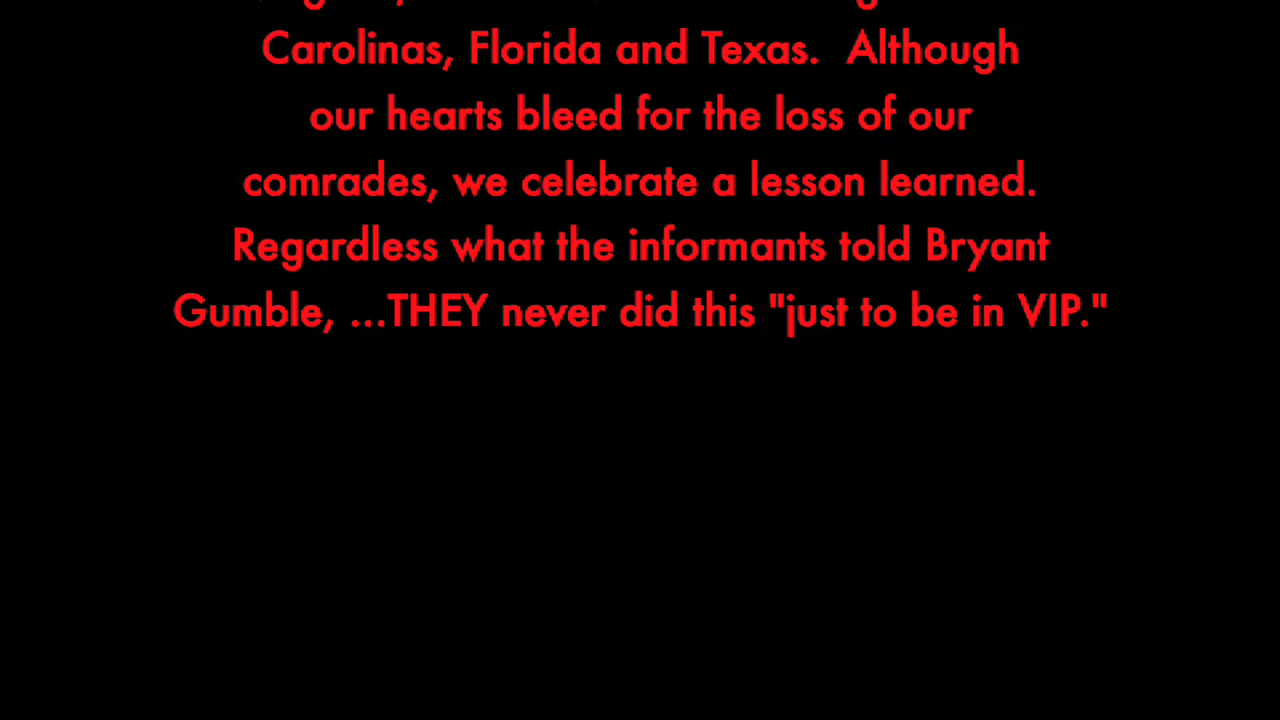 Carolinas, Florida and Texas.  Although
our hearts bleed for the loss of our
comrades, we celebrate a lesson learned.
Regardless what the informants told Bryant
Gumble, ...THEY never did this "just to be in VIP."